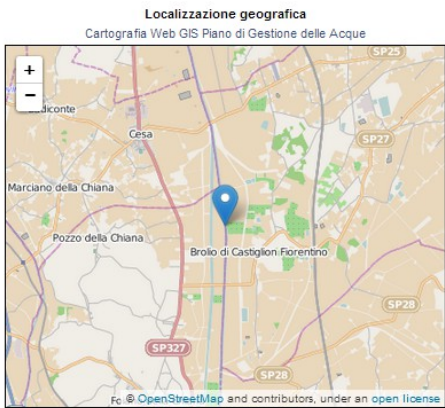 Localizzazione geografica
Cartografia Web GIS Piano di Gestione delle Acque
+
−
SP25
SP27
Cesa
Marciano della Chiana
Pozzo della Chiana
Brolio di Castiglion Fiorentino
SP28
SP327
SP28
© OpenStreetMap and contributors, under an open license